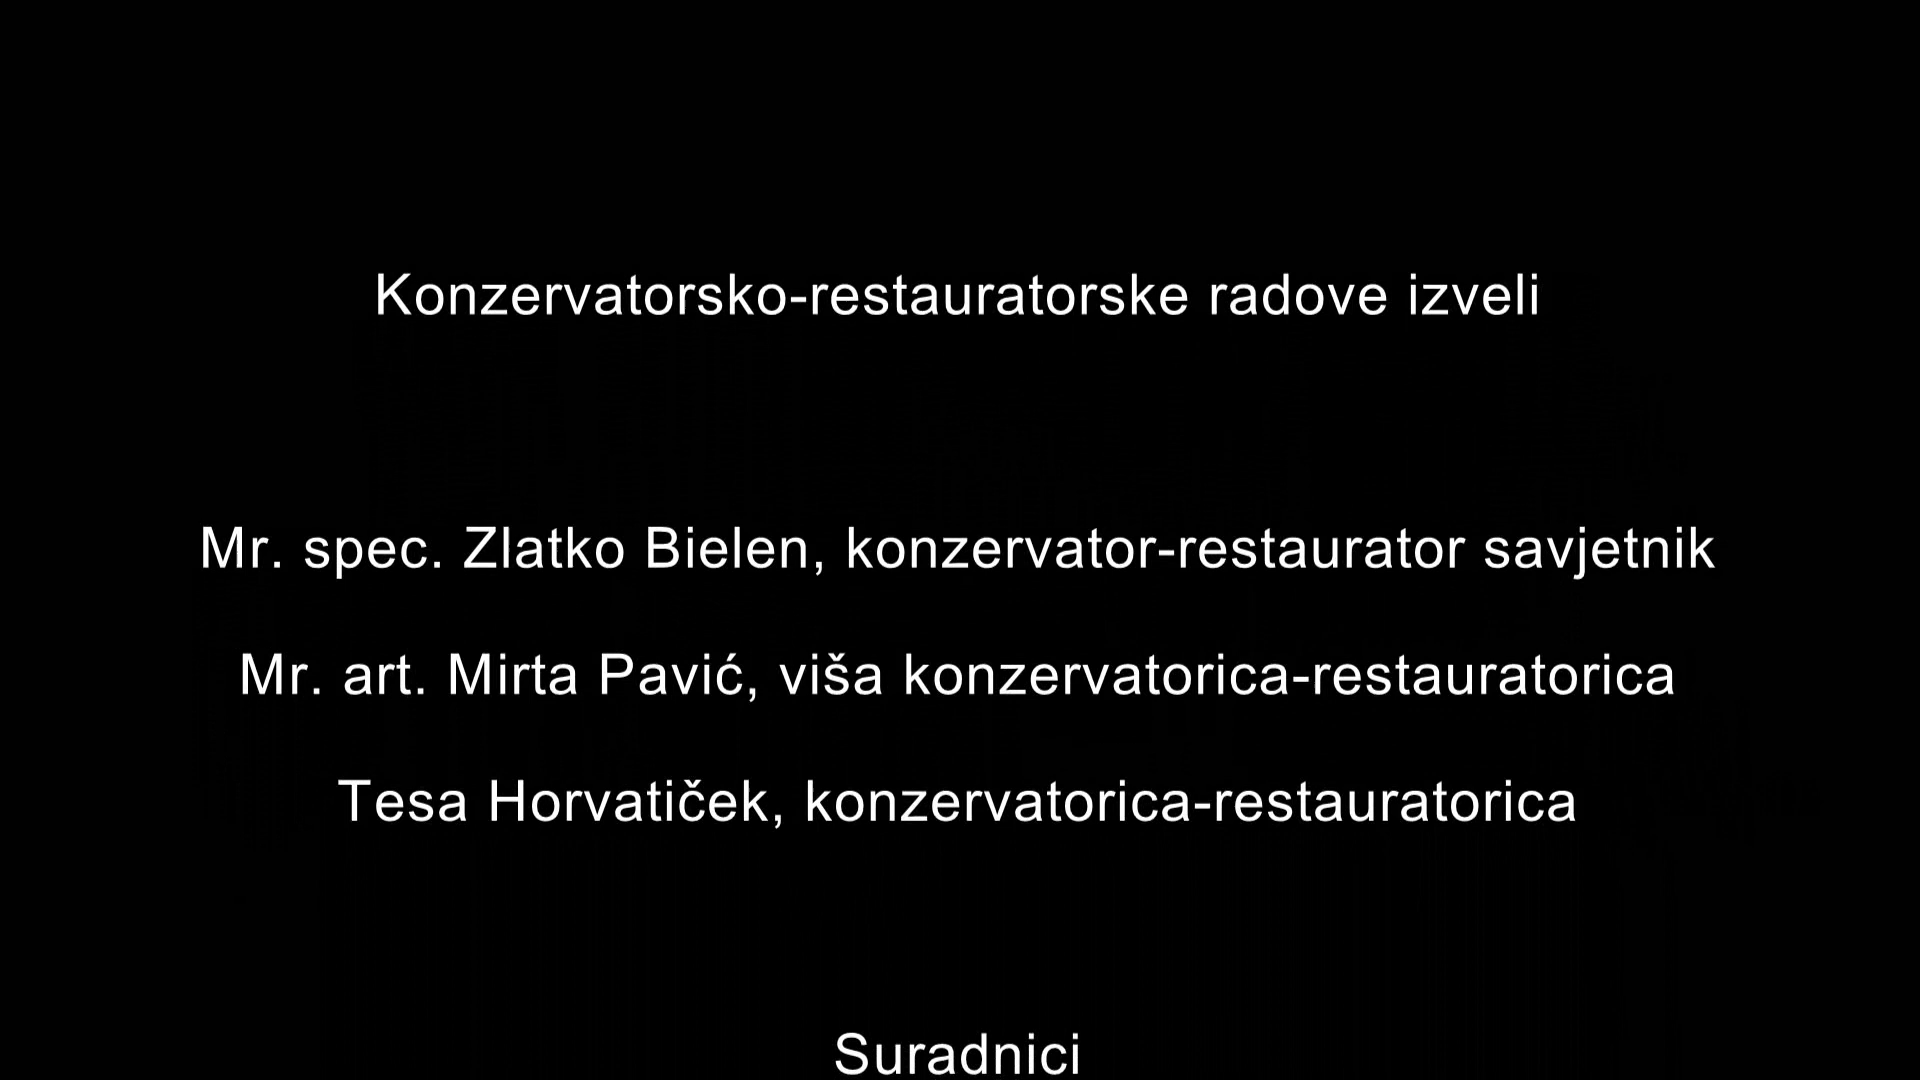 Konzervatorsko-restauratorske radove izveli
Mr. spec. Zlatko Bielen, konzervator-restaurator savjetnik
Mr. art. Mirta Pavić, viša konzervatorica-restauratorica
Tesa Horvatiček, konzervatorica-restauratorica
Suradnici